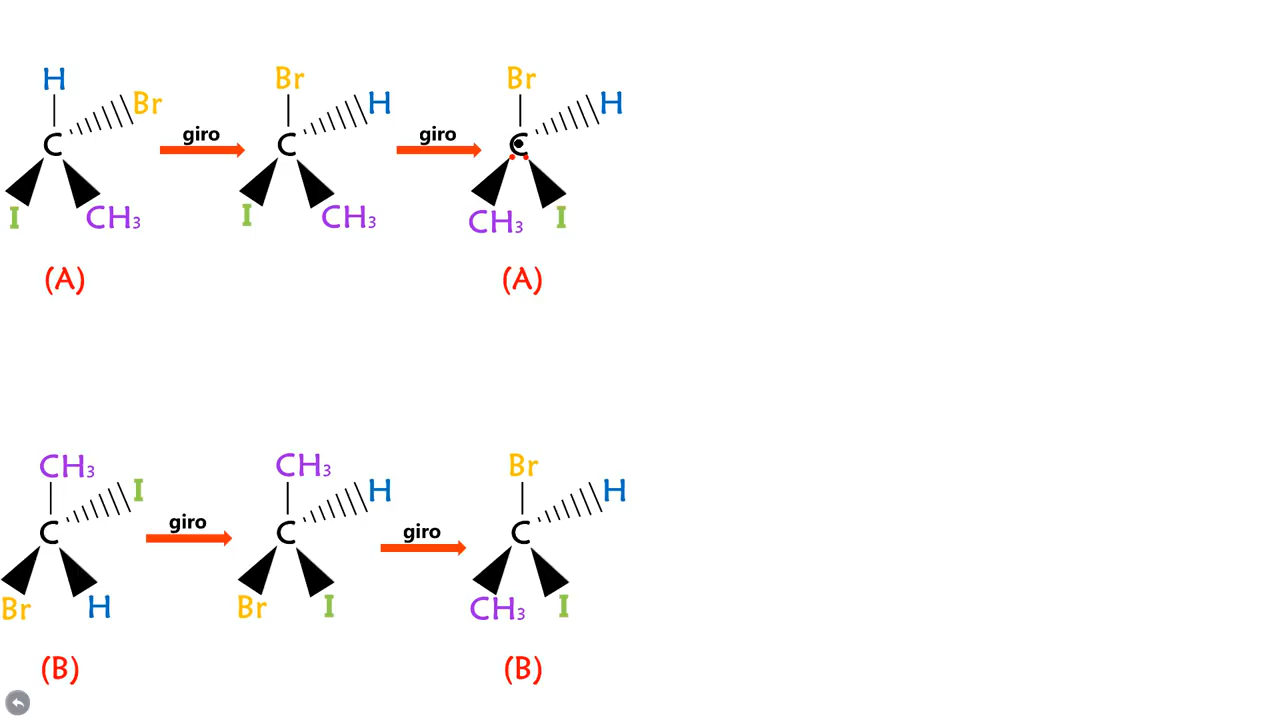 H Br Br H Br H
C giro C giro C
I CH₃ I CH₃ CH₃ I
(A) (A)
CH₃ I CH₃ H Br H
C giro C giro C
Br H Br I CH₃ I
(B) (B)